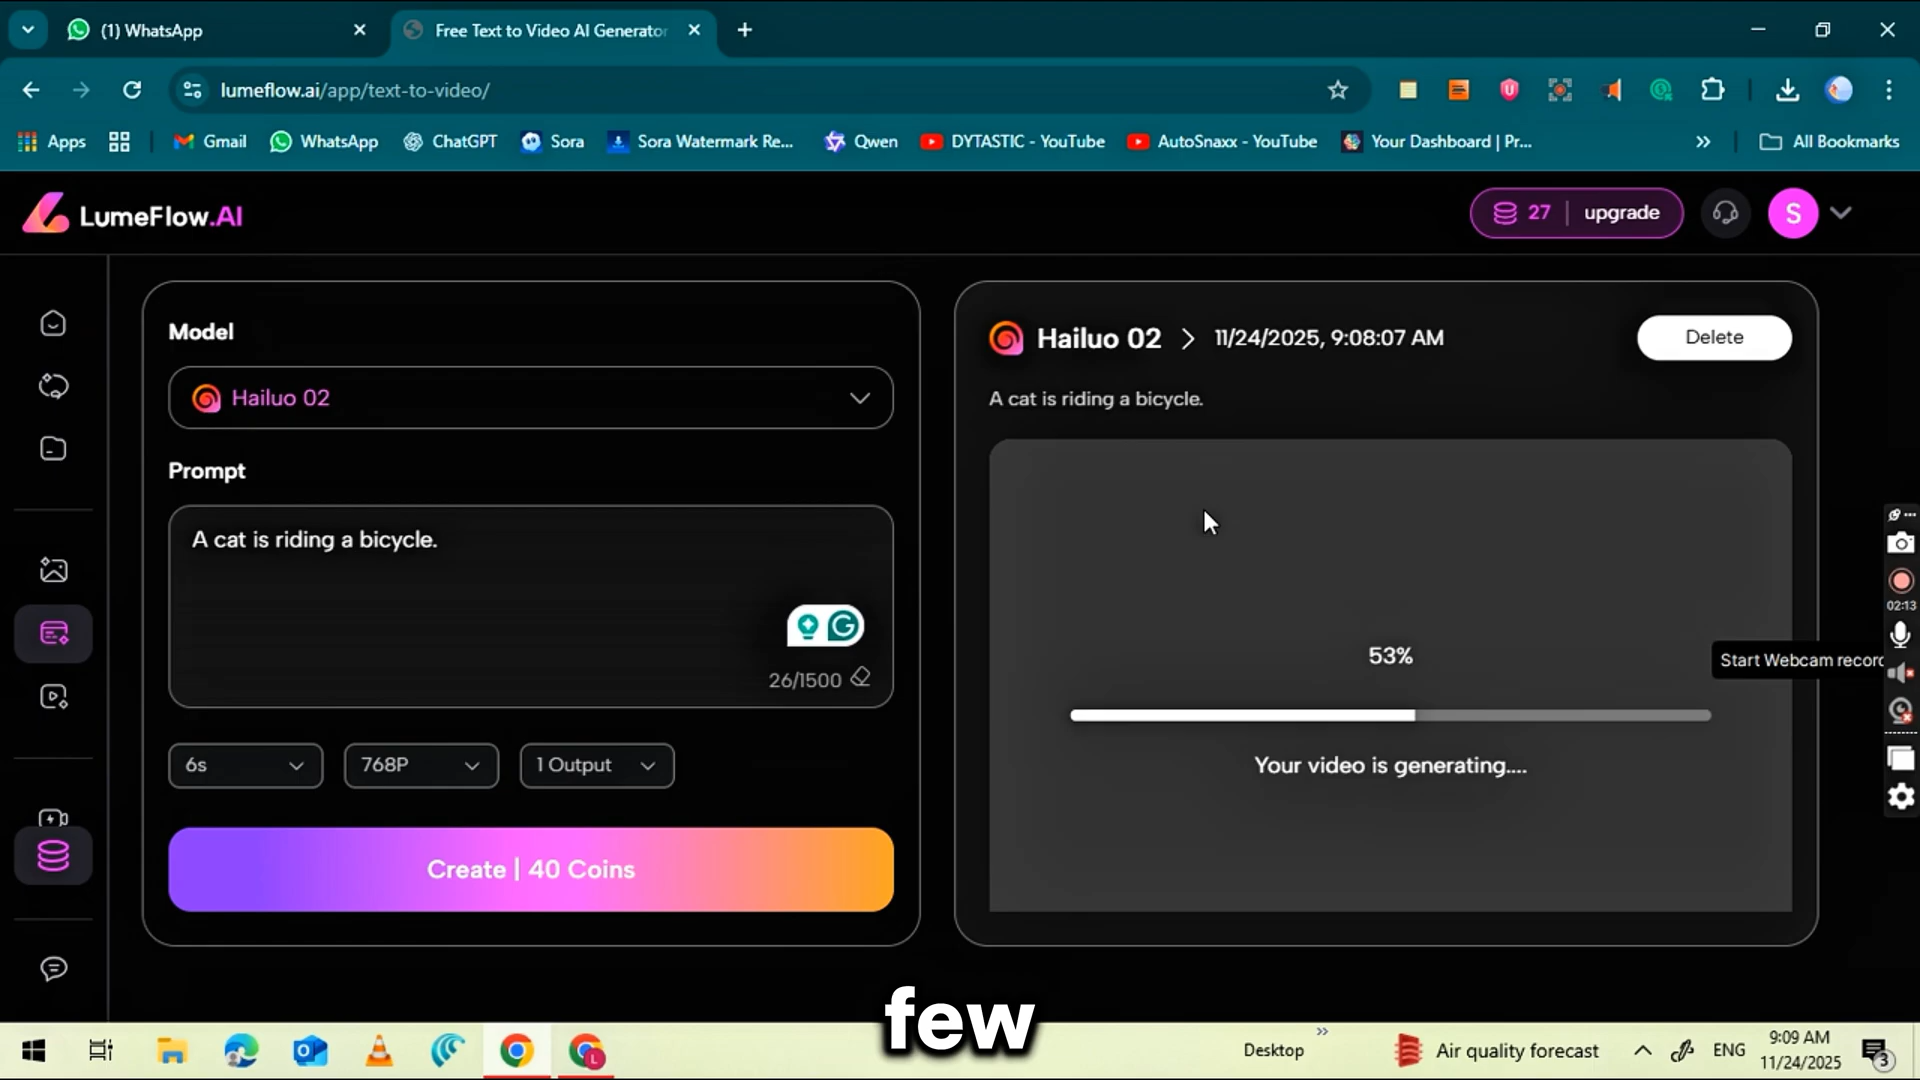 (1) WhatsApp
Free Text to Video AI Generator
lumeflow.ai/app/text-to-video/
Apps
Gmail
WhatsApp
ChatGPT
Sora
Sora Watermark Re...
Qwen
DYTASTIC - YouTube
AutoSnaxx - YouTube
Your Dashboard | Pr...
All Bookmarks
LumeFlow.AI
27 | upgrade
S
Model
Hailuo 02
Prompt
A cat is riding a bicycle.
26/1500
6s
768P
1 Output
Create | 40 Coins
Hailuo 02 > 11/24/2025, 9:08:07 AM
Delete
A cat is riding a bicycle.
53%
Your video is generating....
02:13
Start Webcam record
few
Desktop
Air quality forecast
ENG
9:09 AM
11/24/2025
3